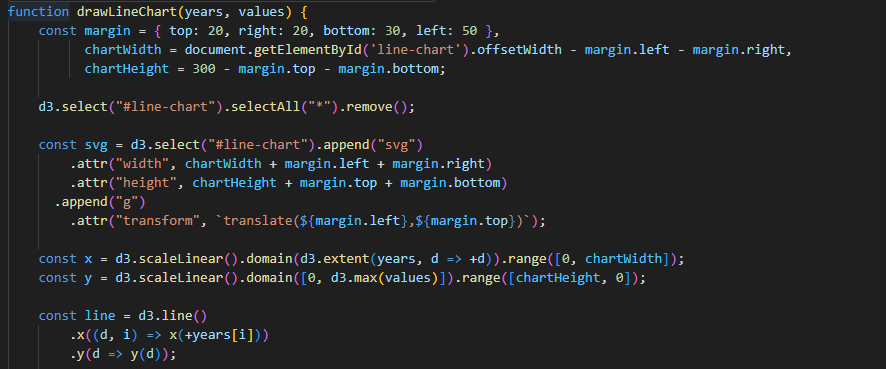 function drawLineChart(years, values) {
    const margin = { top: 20, right: 20, bottom: 30, left: 50 },
          chartWidth = document.getElementById('line-chart').offsetWidth - margin.left - margin.right,
          chartHeight = 300 - margin.top - margin.bottom;

    d3.select("#line-chart").selectAll("*").remove();

    const svg = d3.select("#line-chart").append("svg")
        .attr("width", chartWidth + margin.left + margin.right)
        .attr("height", chartHeight + margin.top + margin.bottom)
      .append("g")
        .attr("transform", `translate(${margin.left},${margin.top})`);

    const x = d3.scaleLinear().domain(d3.extent(years, d => +d)).range([0, chartWidth]);
    const y = d3.scaleLinear().domain([0, d3.max(values)]).range([chartHeight, 0]);

    const line = d3.line()
        .x((d, i) => x(+years[i]))
        .y(d => y(d));